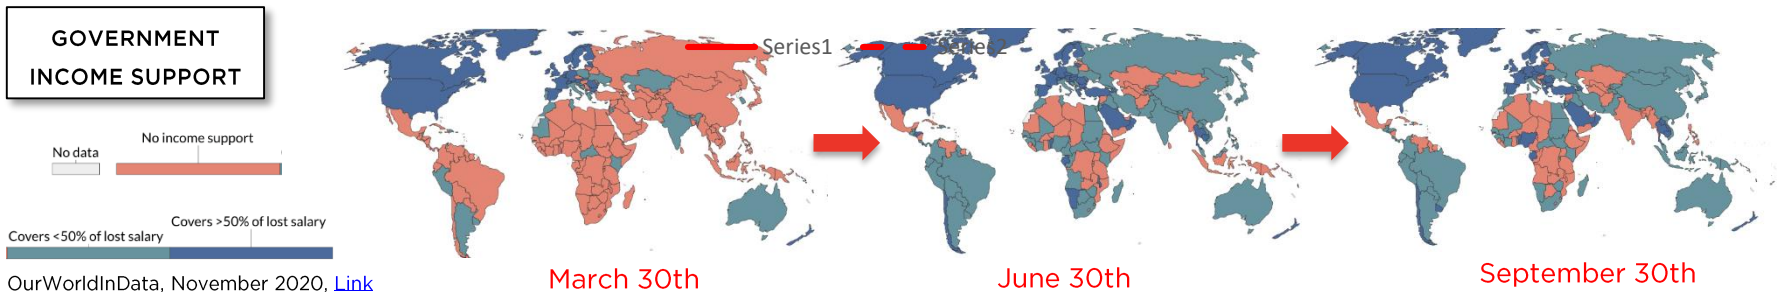 GOVERNMENT
INCOME SUPPORT
No income support
No data
Covers >50% of lost salary
Covers <50% of lost salary
OurWorldInData, November 2020, Link
Series1
Series2
March 30th
June 30th
September 30th